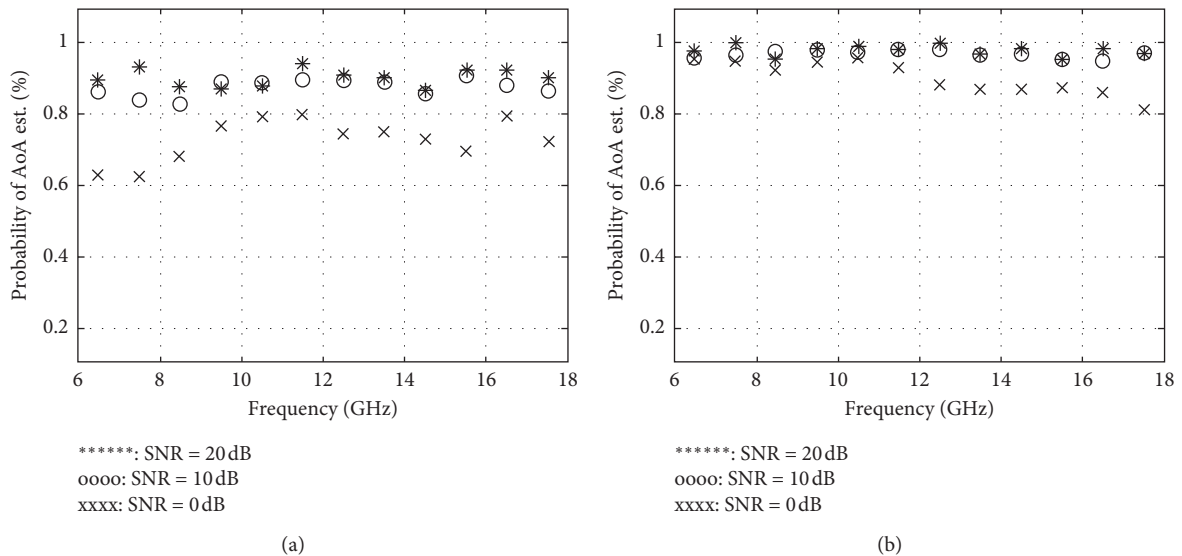 1
0.8
0.6
0.4
0.2
Probability of AoA est. (%)
6 8 10 12 14 16 18
Frequency (GHz)
******: SNR = 20 dB
oooo: SNR = 10 dB
xxxx: SNR = 0 dB
(a)
1
0.8
0.6
0.4
0.2
Probability of AoA est. (%)
6 8 10 12 14 16 18
Frequency (GHz)
******: SNR = 20 dB
oooo: SNR = 10 dB
xxxx: SNR = 0 dB
(b)